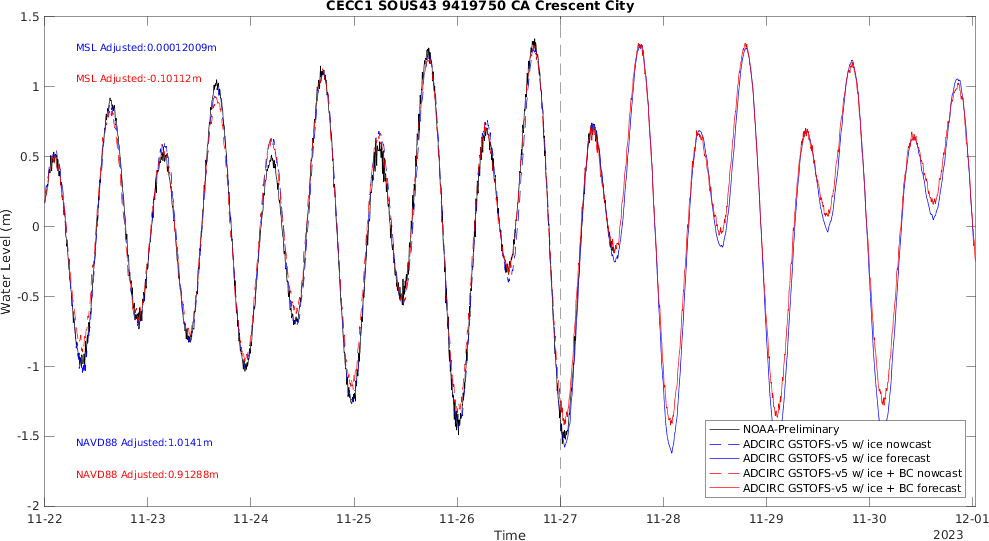 CECC1 SOUS43 9419750 CA Crescent City
1.5
1
0.5
0
-0.5
-1
-1.5
-2
Water Level (m)
MSL Adjusted:0.00012009m
MSL Adjusted:-0.10112m
NAVD88 Adjusted:1.0141m
NAVD88 Adjusted:0.91288m
NOAA-Preliminary
ADCIRC GSTOFS-v5 w/ ice nowcast
ADCIRC GSTOFS-v5 w/ ice forecast
ADCIRC GSTOFS-v5 w/ ice + BC nowcast
ADCIRC GSTOFS-v5 w/ ice + BC forecast
11-22 11-23 11-24 11-25 11-26 11-27 11-28 11-29 11-30 12-01
2023
Time